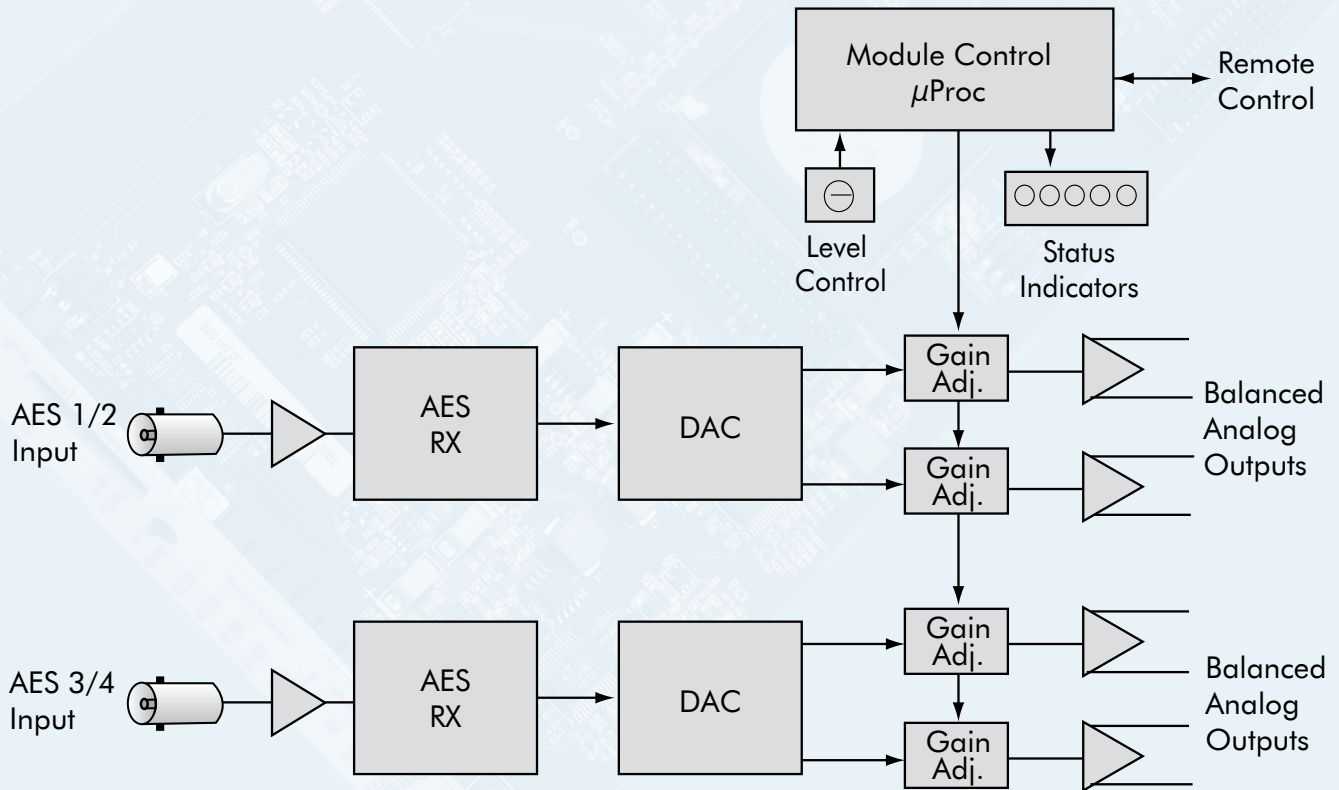 Module Control
µProc
Remote
Control
Level
Control
Status
Indicators
AES 1/2
Input
AES
RX
DAC
Gain
Adj.
Gain
Adj.
Balanced
Analog
Outputs
AES 3/4
Input
AES
RX
DAC
Gain
Adj.
Gain
Adj.
Balanced
Analog
Outputs